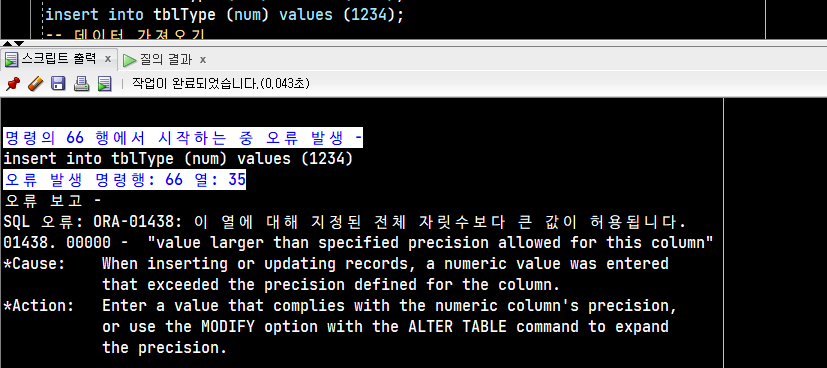 insert into tblType (num) values (1234);
-- 데이터 가져오기
스크립트 출력 x 질의 결과 x
작업이 완료되었습니다.(0,043초)
명령의 66 행에서 시작하는 중 오류 발생 -
insert into tblType (num) values (1234)
오류 발생 명령행: 66 열: 35
오류 보고 -
SQL 오류: ORA-01438: 이 열에 대해 지정된 전체 자릿수보다 큰 값이 허용됩니다.
01438. 00000 -  "value larger than specified precision allowed for this column"
*Cause:    When inserting or updating records, a numeric value was entered
           that exceeded the precision defined for the column.
*Action:   Enter a value that complies with the numeric column's precision,
           or use the MODIFY option with the ALTER TABLE command to expand
           the precision.